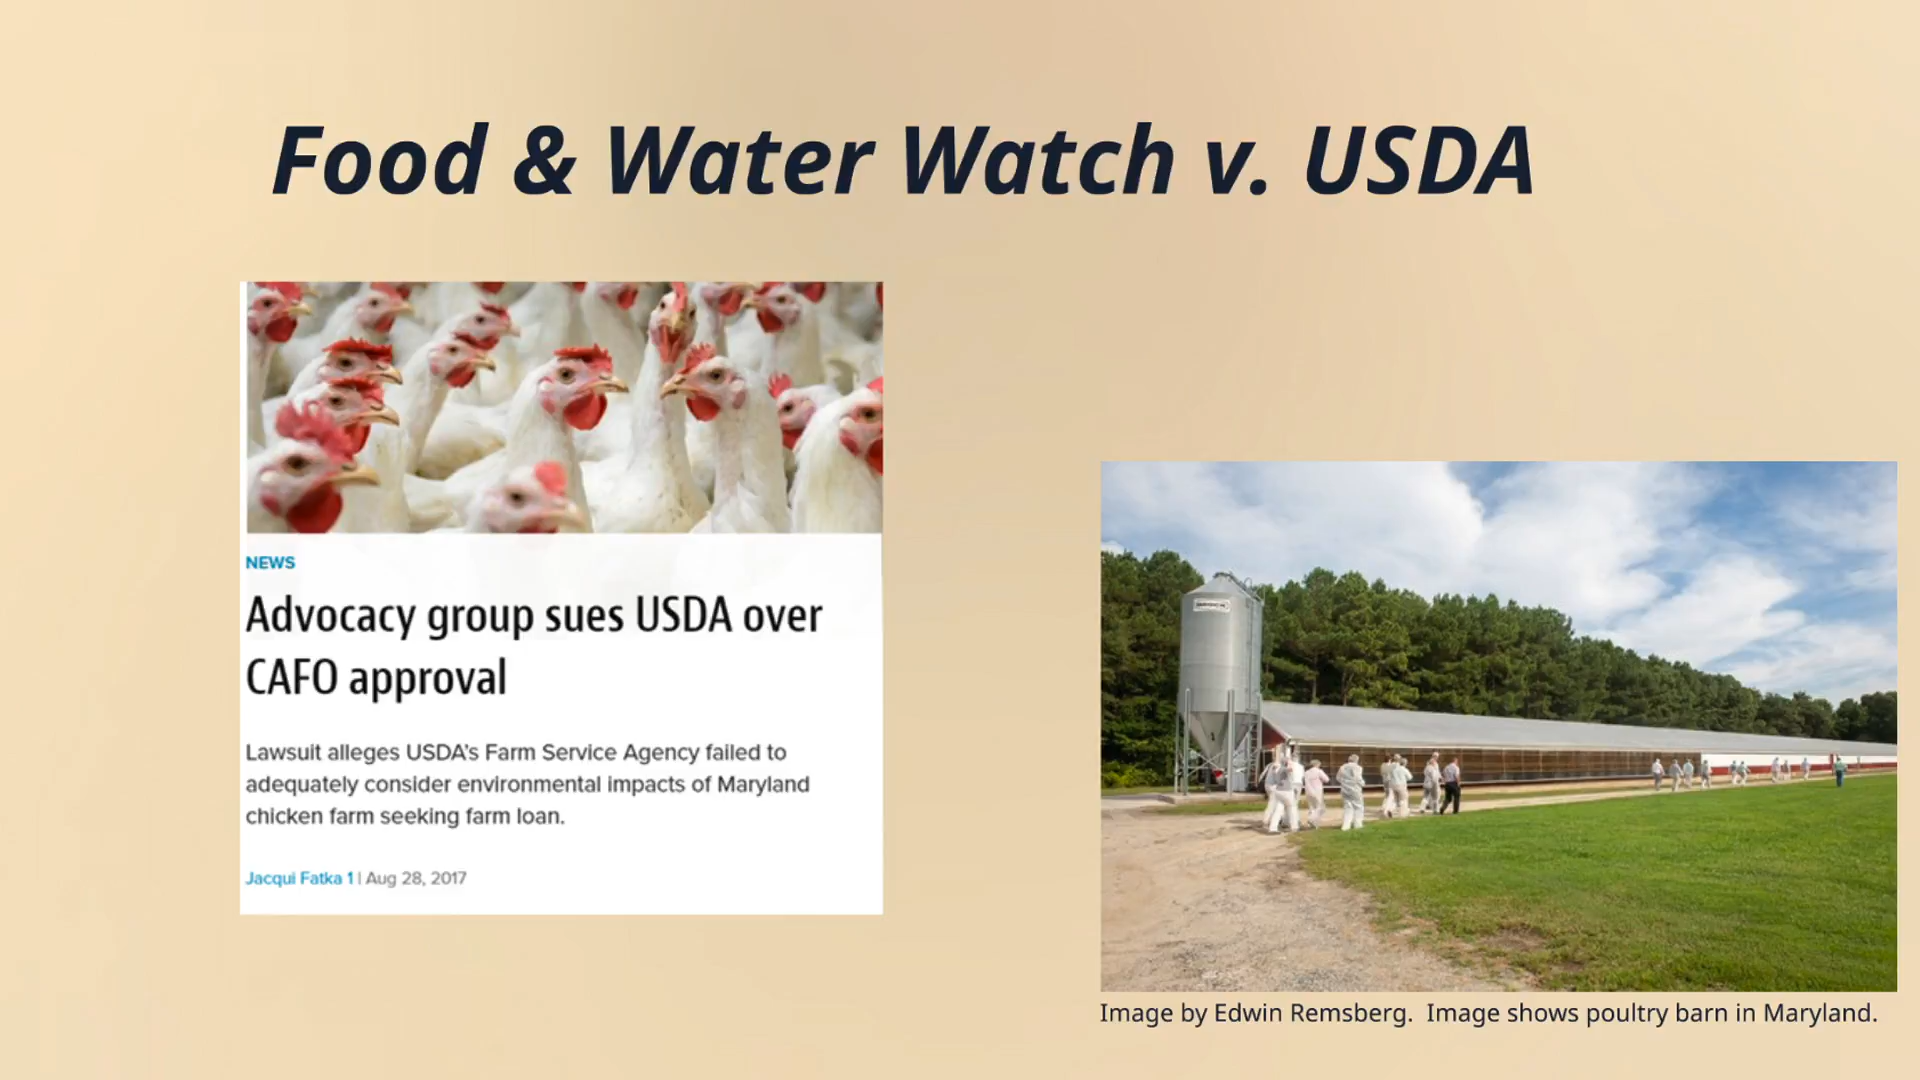 Food & Water Watch v. USDA
NEWS
Advocacy group sues USDA over
CAFO approval
Lawsuit alleges USDA's Farm Service Agency failed to
adequately consider environmental impacts of Maryland
chicken farm seeking farm loan.
Jacqui Fatka 1 | Aug 28, 2017
Image by Edwin Remsberg. Image shows poultry barn in Maryland.